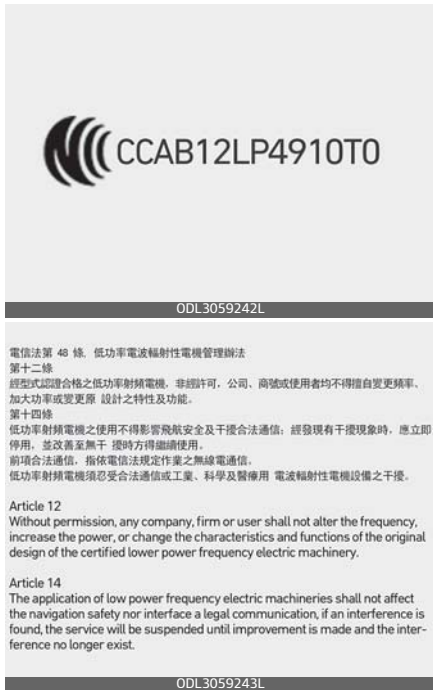 CCAB12LP4910T0
ODL3059242L
電信法第 48 條, 低功率電波輻射性電機管理辦法
第十二條
經型式認證合格之低功率射頻電機，非經許可，公司、商號或使用者均不得擅自變更頻率、
加大功率或變更原 設計之特性及功能。
第十四條
低功率射頻電機之使用不得影響飛航安全及干擾合法通信；經發現有干擾現象時，應立即
停用，並改善至無干 擾時方得繼續使用。
前項合法通信，指依電信法規定作業之無線電通信。
低功率射頻電機須忍受合法通信或工業、科學及醫療用 電波輻射性電機設備之干擾。
Article 12
Without permission, any company, firm or user shall not alter the frequency,
increase the power, or change the characteristics and functions of the original
design of the certified lower power frequency electric machinery.
Article 14
The application of low power frequency electric machineries shall not affect
the navigation safety nor interface a legal communication, if an interference is
found, the service will be suspended until improvement is made and the inter-
ference no longer exist.
ODL3059243L